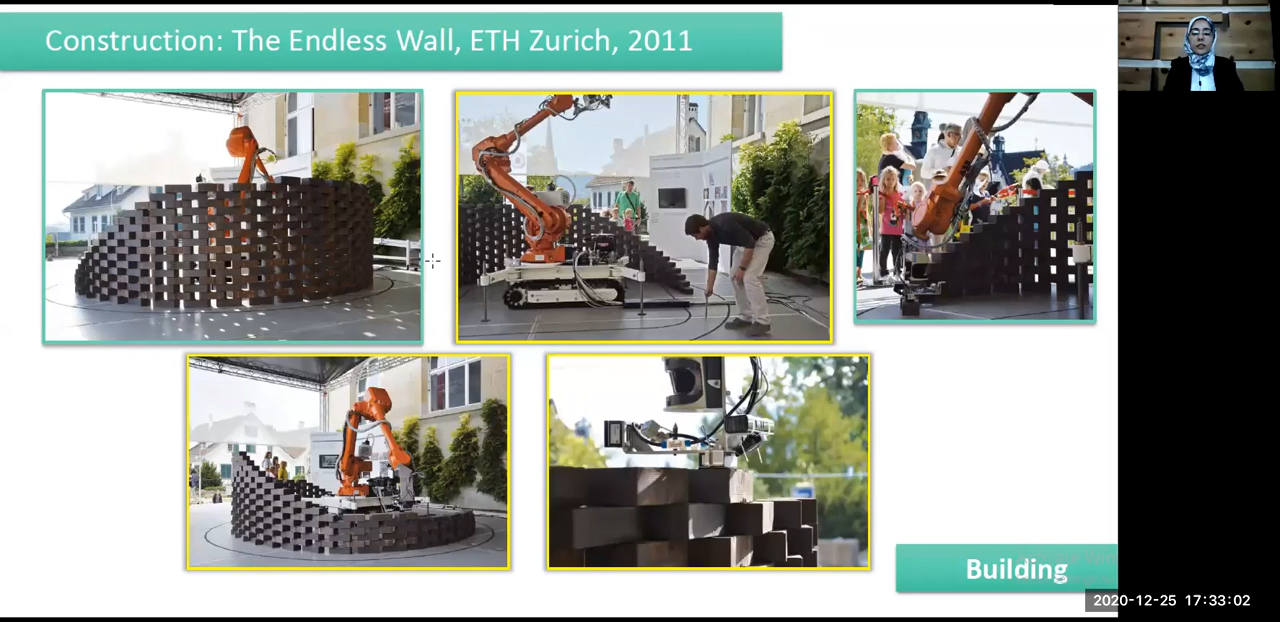 Construction: The Endless Wall, ETH Zurich, 2011
Building
2020-12-25 17:33:02